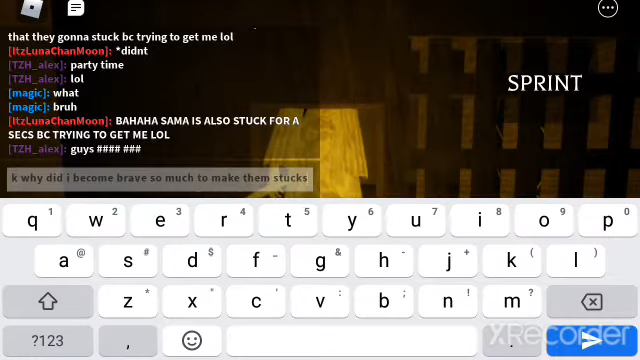 that they gonna stuck bc trying to get me lol
[ItzLunaChanMoon]: *didnt
[TZH_alex]: party time
[TZH_alex]: lol
[magic]: what
[magic]: bruh
[ItzLunaChanMoon]: BAHAHA SAMA IS ALSO STUCK FOR A
SECS BC TRYING TO GET ME LOL
[TZH_alex]: guys #### ###
k why did i become brave so much to make them stucks
SPRINT
q 1 w 2 e 3 r 4 t 5 y 6 u 7 i 8 o 9 p 0
a @ s # d $ f _ g & h - j + k ( l )
z * x " c ' v : b ; n ! m ?
?123 , .
XRecorder